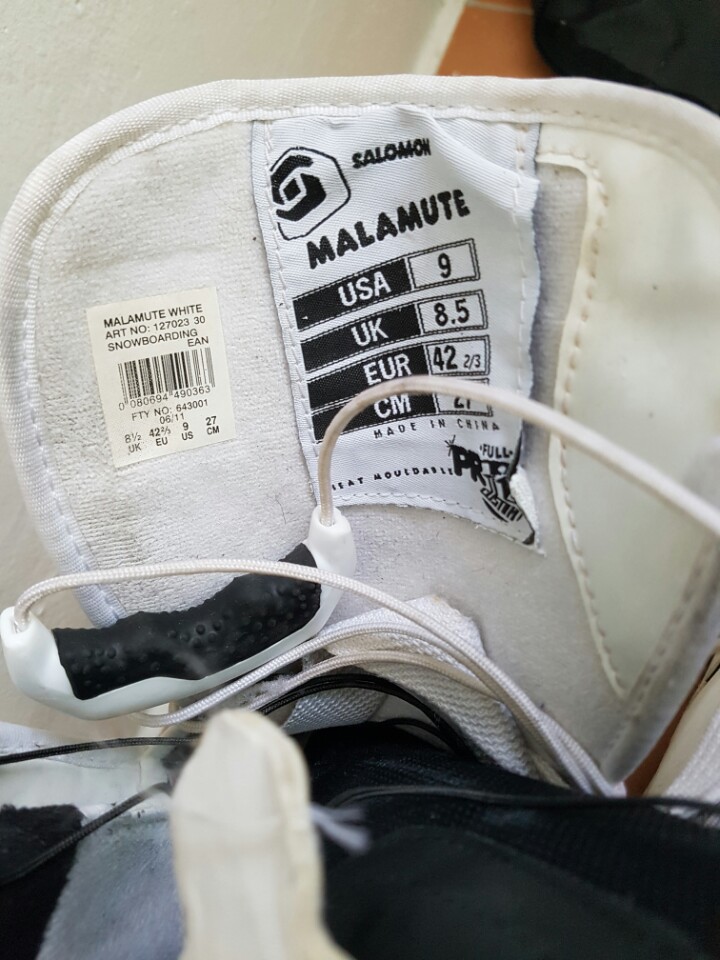 SALOMON
MALAMUTE
USA 9
UK 8.5
EUR 42 2/3
CM 27
MADE IN CHINA
HEAT MOULDABLE
FULL
MALAMUTE WHITE
ART NO: 127023 30
SNOWBOARDING
EAN
0 080694 490363
FTY NO: 643001
06/11
8½ 42⅔ 9 27
UK EU US CM